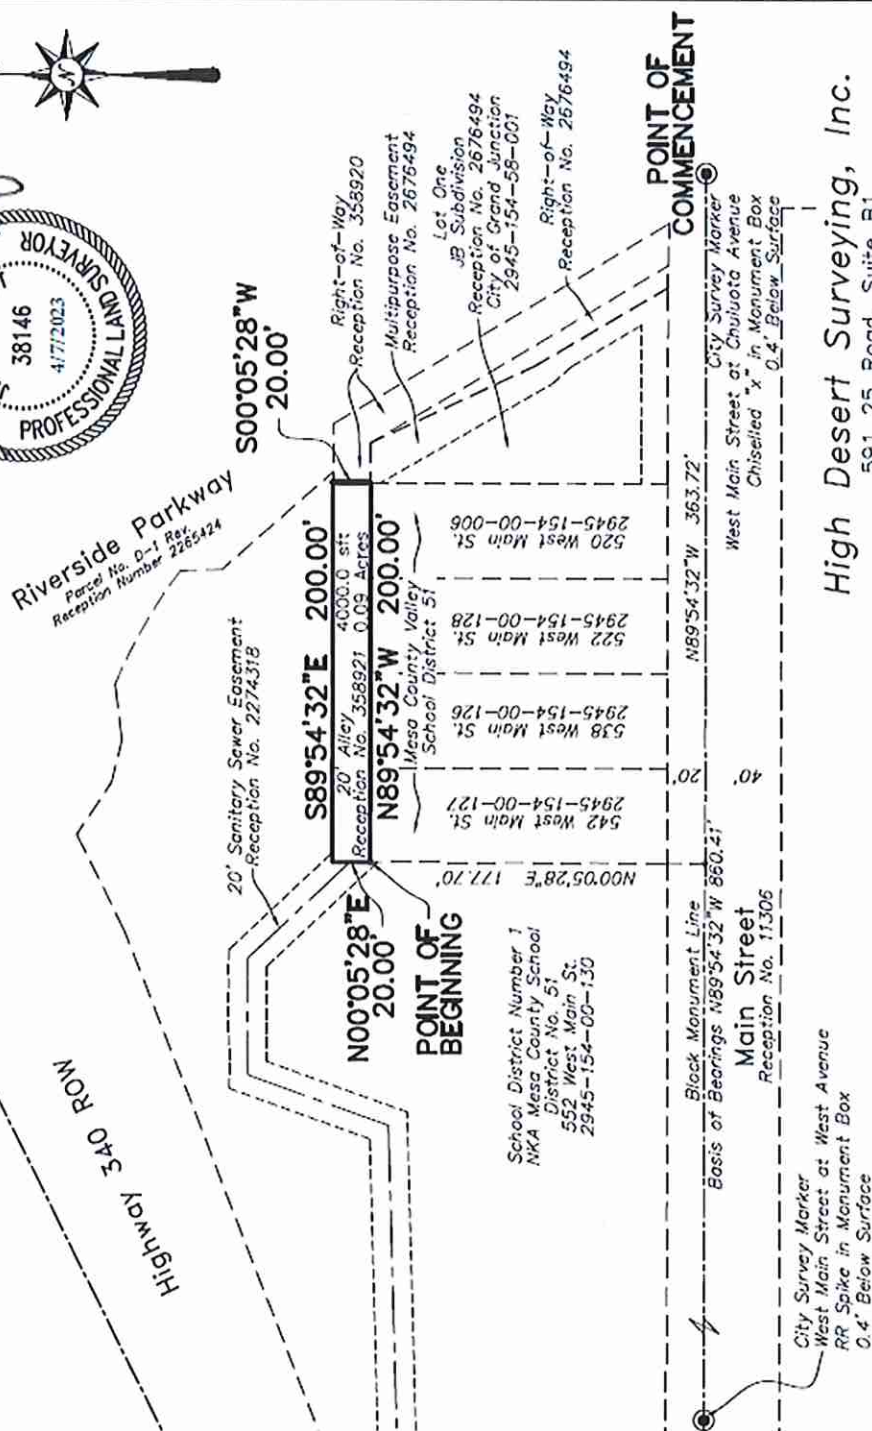 N
PROFESSIONAL LAND SURVEYOR
38146
4/7/2023
Riverside Parkway
Parcel No. D-1 Rev.
Reception Number 2265424
S00°05'28"W
20.00'
Right-of-Way
Reception No. 358920
Multipurpose Easement
Reception No. 2676494
Lot One
JB Subdivision
Reception No. 2676494
City of Grand Junction
2945-154-58-001
Right-of-Way
Reception No. 2676494
POINT OF
COMMENCEMENT
20' Sanitary Sewer Easement
Reception No. 2274318
S89°54'32"E 200.00'
20' Alley 4000.0 sft
Reception No. 358921 0.09 Acres
N89°54'32"W 200.00'
Mesa County Valley
School District 51
542 West Main St.
2945-154-00-127
538 West Main St.
2945-154-00-126
522 West Main St.
2945-154-00-128
520 West Main St.
2945-154-00-006
N00°05'28"E
20.00'
POINT OF
BEGINNING
N00°05'28"E 177.70'
Highway 340 ROW
School District Number 1
NKA Mesa County School
District No. 51
552 West Main St.
2945-154-00-130
20'
40'
N89°54'32"W 363.72'
Block Monument Line
Basis of Bearings N89°54'32"W 860.41'
Main Street
Reception No. 11306
City Survey Marker
West Main Street at Chuluota Avenue
Chiselled "x" in Monument Box
0.4' Below Surface
City Survey Marker
West Main Street at West Avenue
RR Spike in Monument Box
0.4' Below Surface
High Desert Surveying, Inc.
591 25 Road, Suite B1